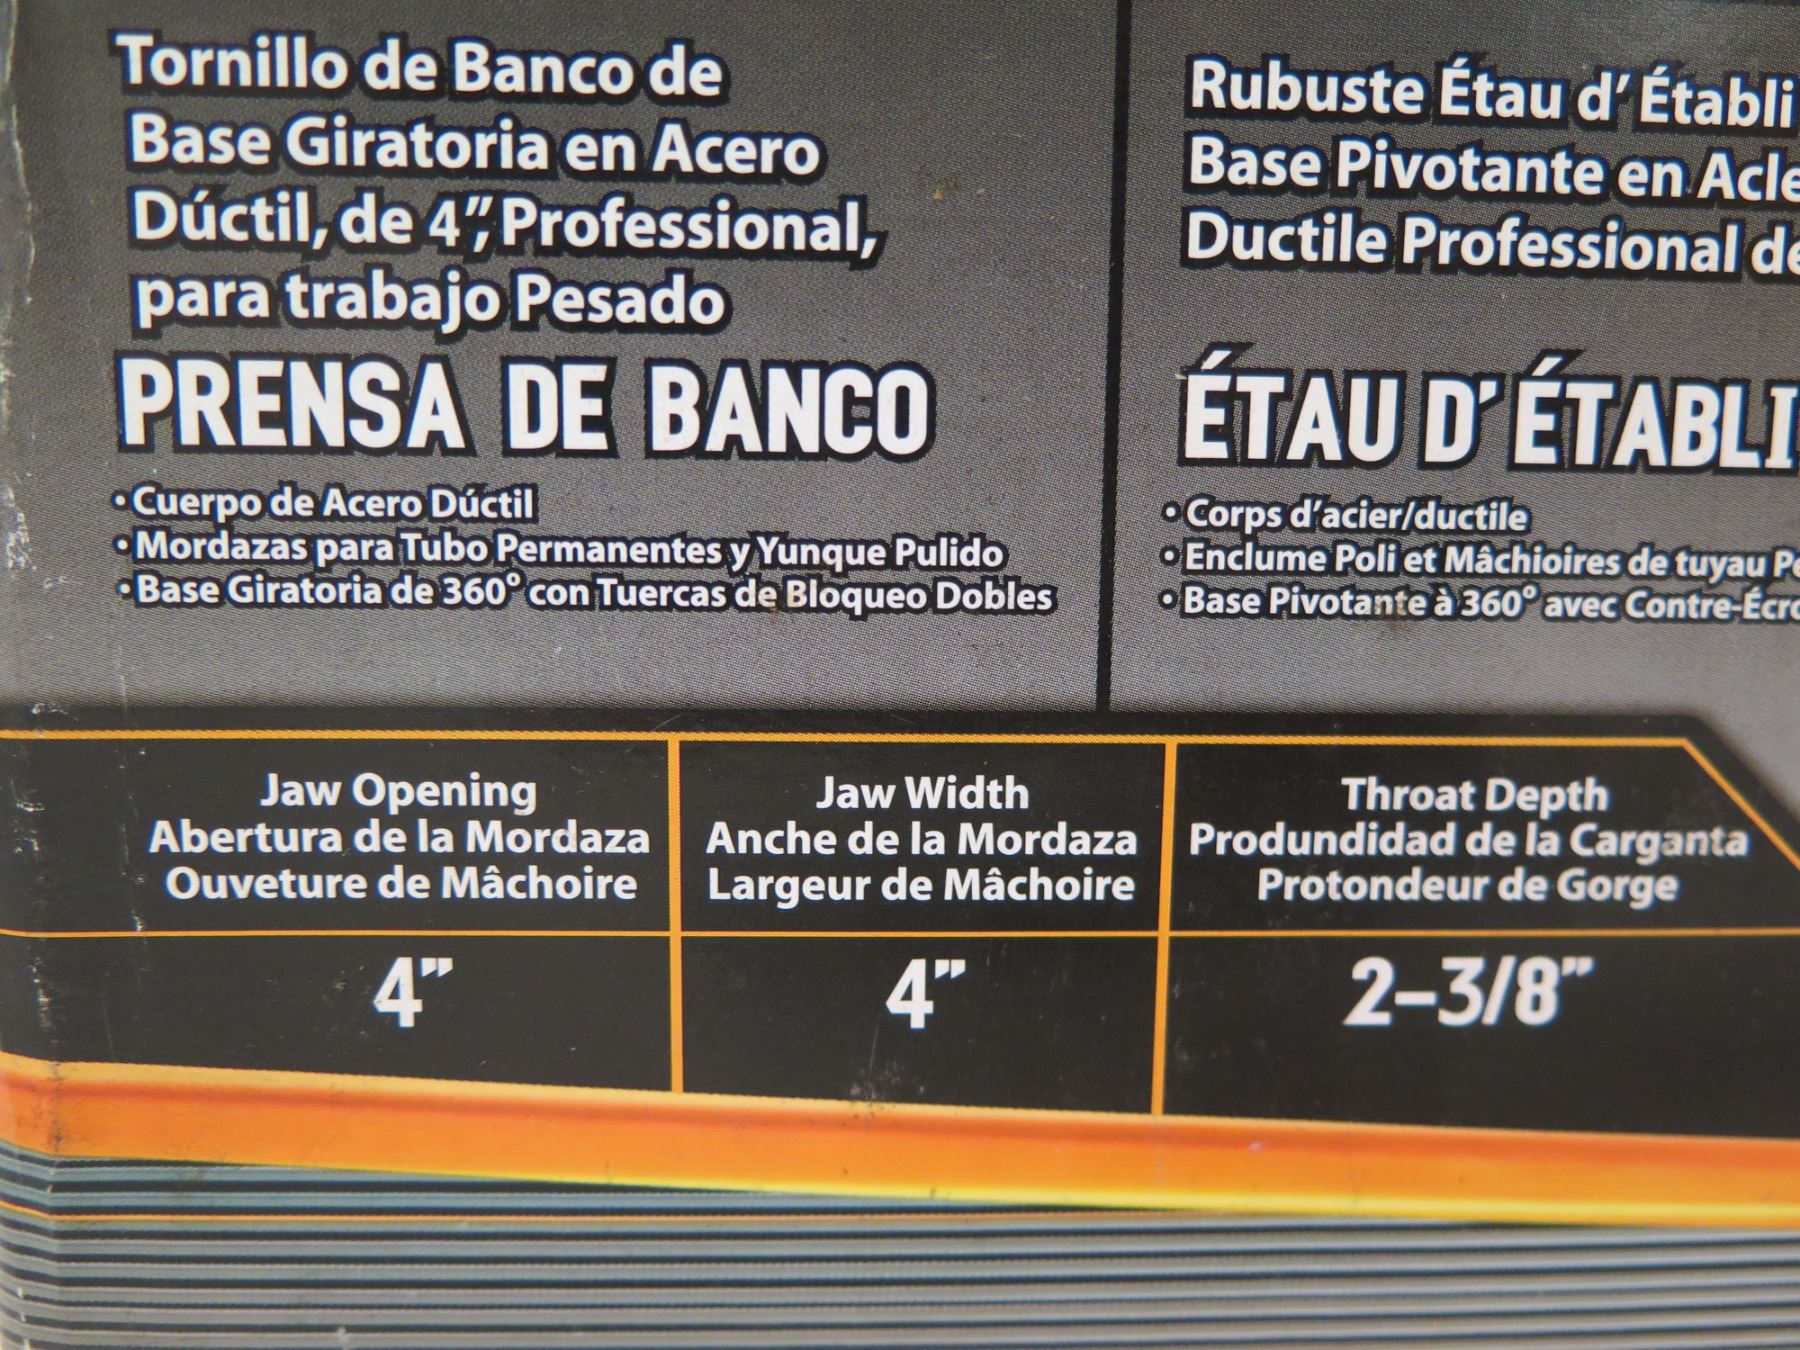 Tornillo de Banco de
Base Giratoria en Acero
Dúctil, de 4", Professional,
para trabajo Pesado
PRENSA DE BANCO
• Cuerpo de Acero Dúctil
• Mordazas para Tubo Permanentes y Yunque Pulido
• Base Giratoria de 360° con Tuercas de Bloqueo Dobles
Rubuste Étau d' Établi
Base Pivotante en
Ductile Professional
ÉTAU D'ÉTABLI
• Corps d'acier/ductile
• Enclume Poli et Mâchioires de tuyau
• Base Pivotante à 360° avec
Jaw Opening
Abertura de la Mordaza
Ouveture de Mâchoire
4"
Jaw Width
Anche de la Mordaza
Largeur de Mâchoire
4"
Throat Depth
Produndidad de la Carganta
Protondeur de Gorge
2-3/8"